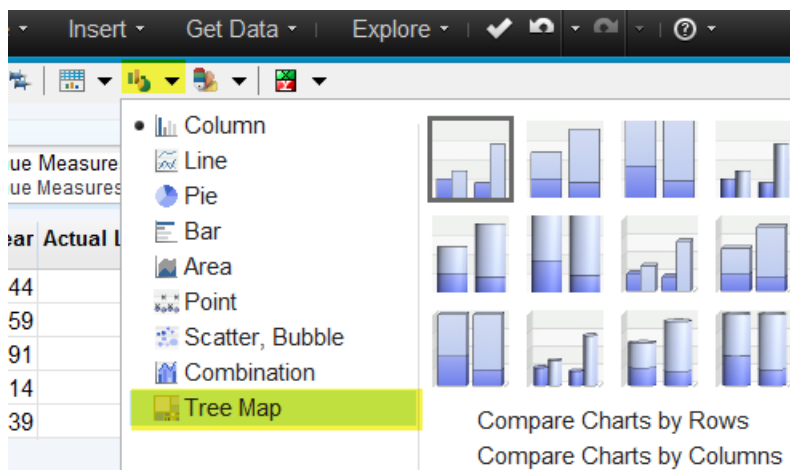 Insert Get Data Explore
Column
Line
Pie
Bar
Area
Point
Scatter, Bubble
Combination
Tree Map
ue Measure
ue Measures
ear Actual L
44
59
91
14
39
Compare Charts by Rows
Compare Charts by Columns